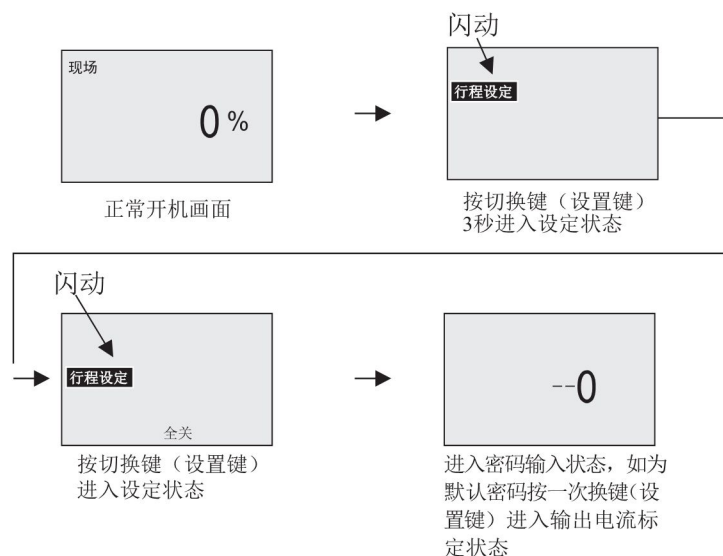 现场
0 %
正常开机画面
闪动
行程设定
按切换键（设置键）
3秒进入设定状态
闪动
行程设定
全关
按切换键（设置键）
进入设定状态
--0
进入密码输入状态，如为
默认密码按一次换键（设
置键）进入输出电流标
定状态